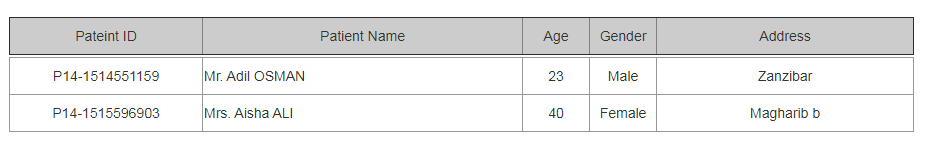 Pateint ID Patient Name Age Gender Address
P14-1514551159 Mr. Adil OSMAN 23 Male Zanzibar
P14-1515596903 Mrs. Aisha ALI 40 Female Magharib b